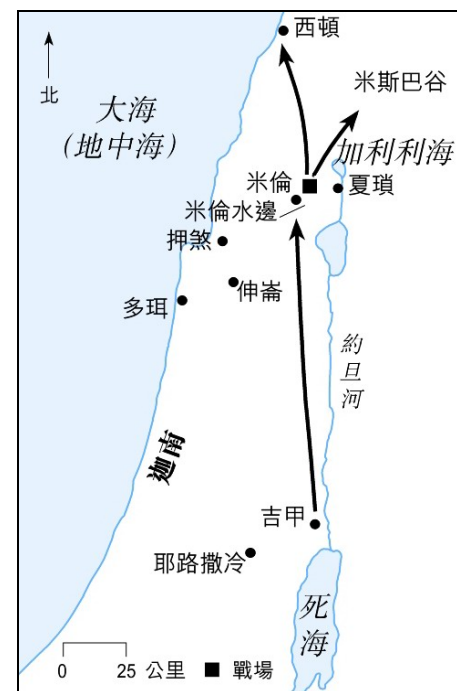 西頓
北
米斯巴谷
大海
(地中海)
加利利海
米倫
夏瑣
米倫水邊
押煞
伸崙
多珥
約旦河
迦南
吉甲
耶路撒冷
死海
0 25 公里 ■ 戰場